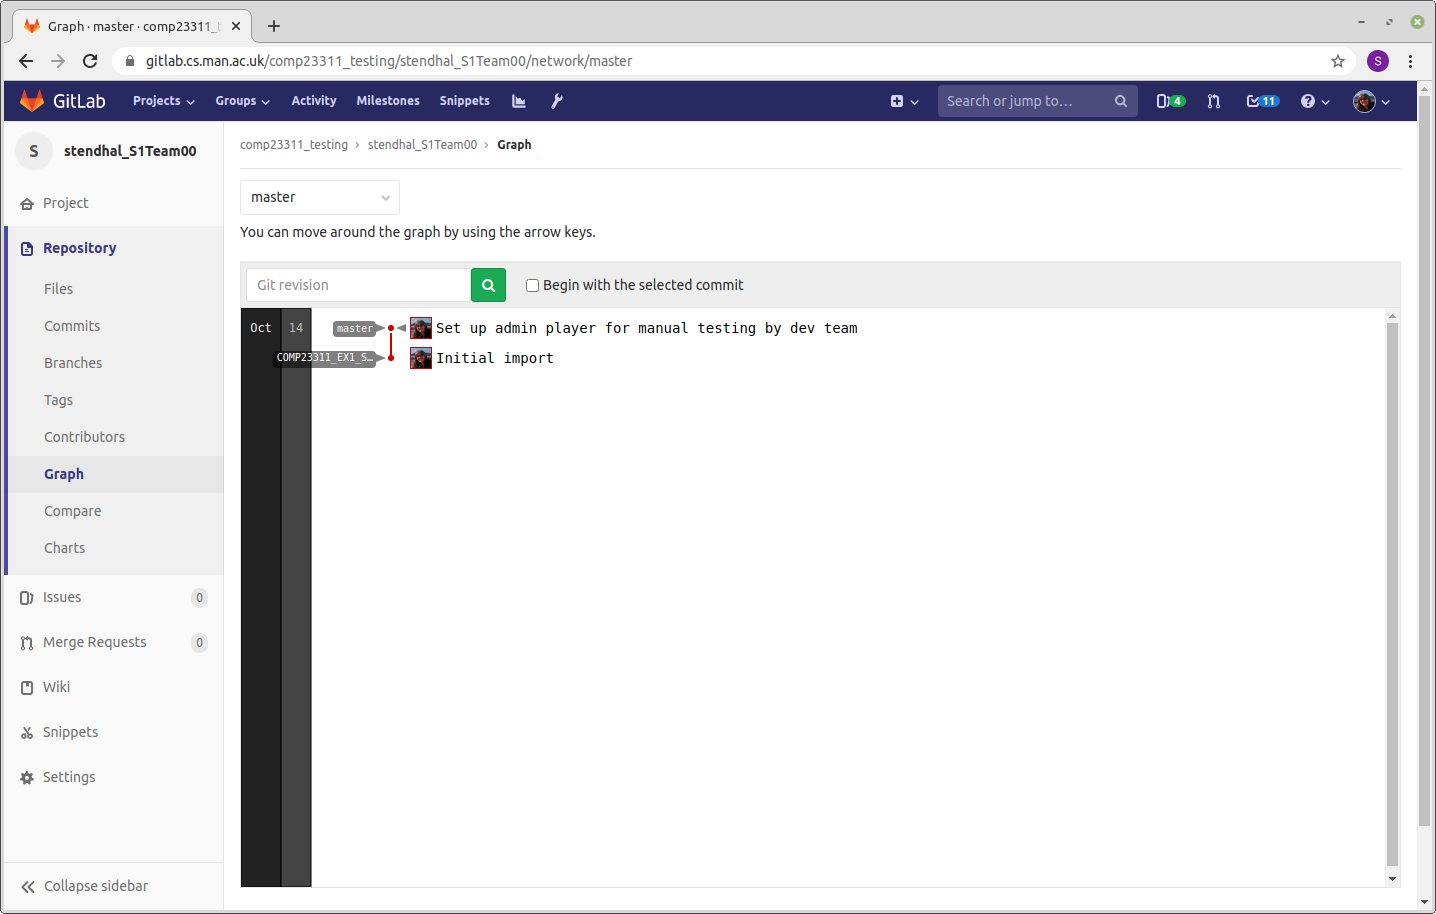 Graph · master · comp23311_t
gitlab.cs.man.ac.uk/comp23311_testing/stendhal_S1Team00/network/master
S
GitLab
Projects
Groups
Activity
Milestones
Snippets
Search or jump to…
4
11
S
stendhal_S1Team00
Project
Repository
Files
Commits
Branches
Tags
Contributors
Graph
Compare
Charts
Issues
0
Merge Requests
0
Wiki
Snippets
Settings
Collapse sidebar
comp23311_testing › stendhal_S1Team00 › Graph
master
You can move around the graph by using the arrow keys.
Git revision
Begin with the selected commit
Oct 14 master Set up admin player for manual testing by dev team
COMP23311_EX1_S… Initial import